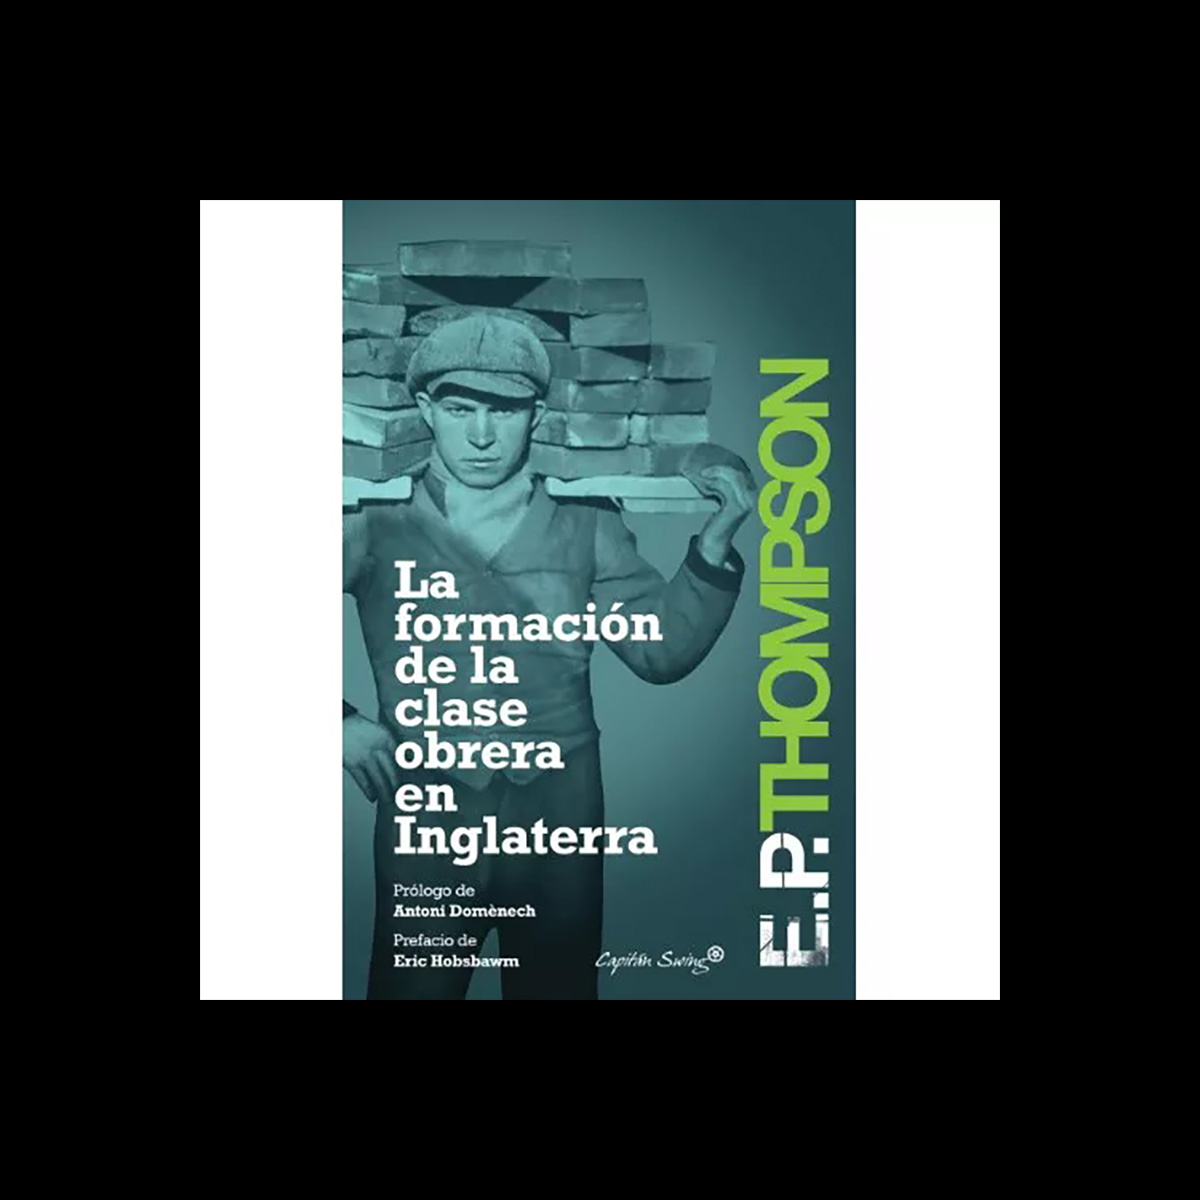 La
formación
de la
clase
obrera
en
Inglaterra
Prólogo de
Antoni Domènech
Prefacio de
Eric Hobsbawm
Capitán Swing
E.P. THOMPSON